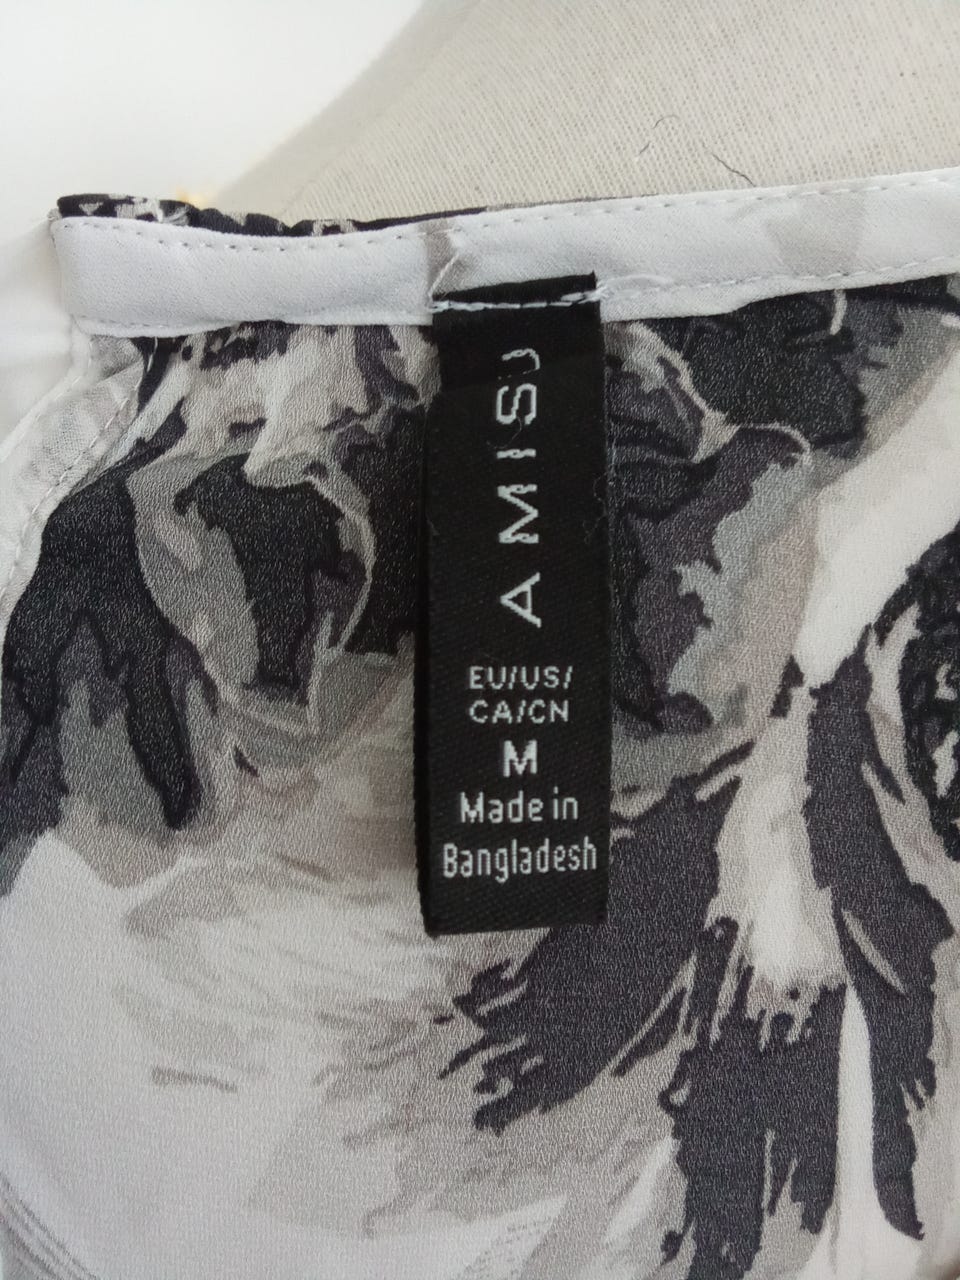 AMISU
EU/US/
CA/CN
M
Made in
Bangladesh